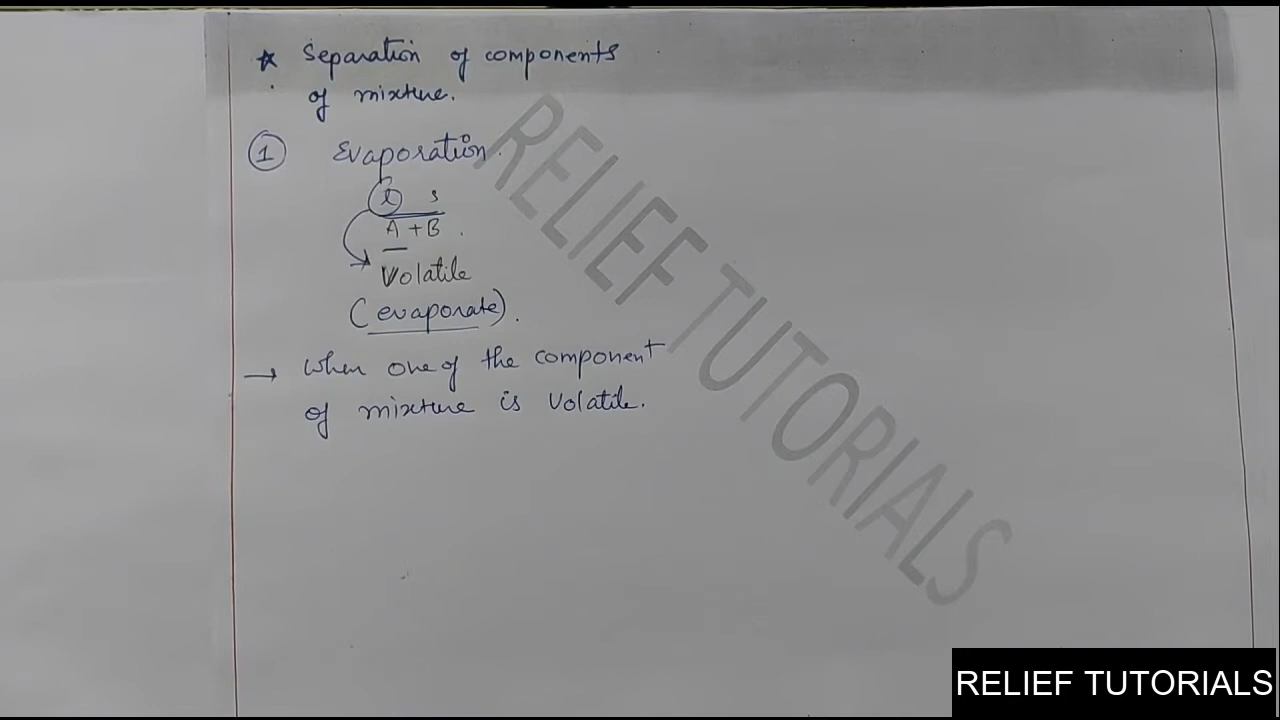 * Separation of components
of mixture.
1 Evaporation.
l s
A + B.
Volatile
(evaporate).
→ When one of the component
of mixture is volatile.
RELIEF TUTORIALS
RELIEF TUTORIALS